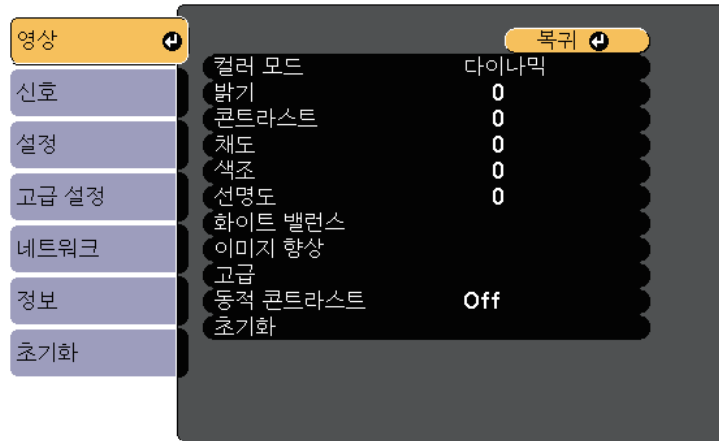 영상
신호
설정
고급 설정
네트워크
정보
초기화
복귀
컬러 모드 다이나믹
밝기 0
콘트라스트 0
채도 0
색조 0
선명도 0
화이트 밸런스
이미지 향상
고급
동적 콘트라스트 Off
초기화